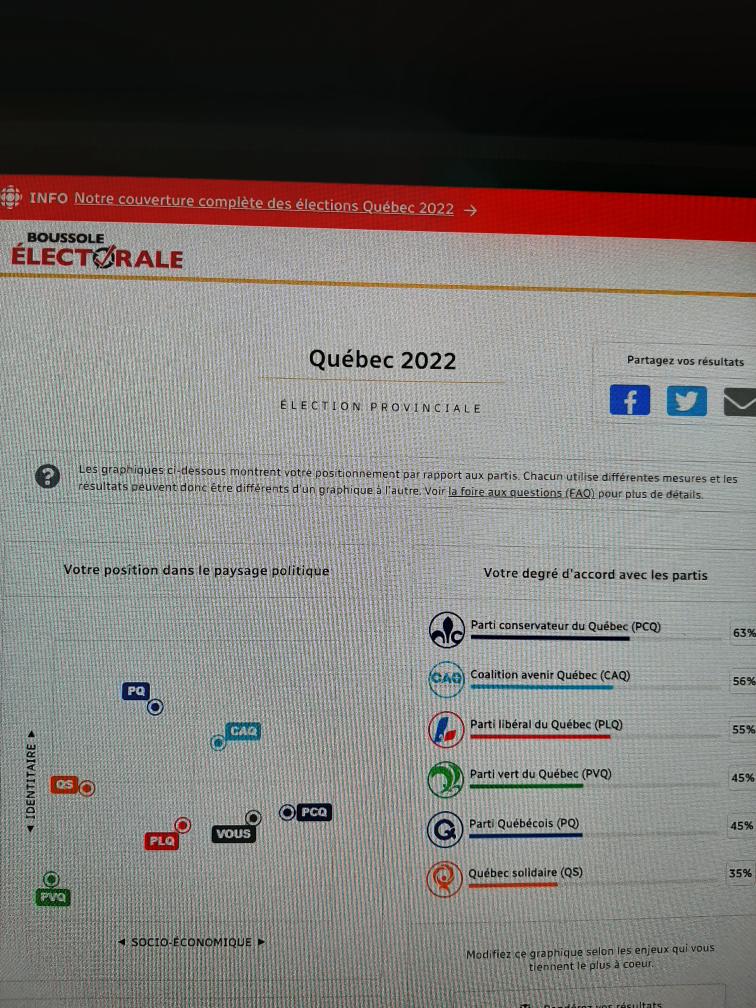 INFO Notre couverture complète des élections Québec 2022 →
BOUSSOLE
ÉLECTORALE
Québec 2022
ÉLECTION PROVINCIALE
Partagez vos résultats
f
? Les graphiques ci-dessous montrent votre positionnement par rapport aux partis. Chacun utilise différentes mesures et les
résultats peuvent donc être différents d'un graphique à l'autre. Voir la foire aux questions (FAQ) pour plus de détails.
Votre position dans le paysage politique
PQ
CAQ
QS
PCQ
VOUS
PLQ
PVQ
◄ IDENTITAIRE ►
◄ SOCIO-ÉCONOMIQUE ►
Votre degré d'accord avec les partis
Parti conservateur du Québec (PCQ) 63%
CAQ Coalition avenir Québec (CAQ) 56%
Parti libéral du Québec (PLQ) 55%
Parti vert du Québec (PVQ) 45%
Parti Québécois (PQ) 45%
Québec solidaire (QS) 35%
Modifiez ce graphique selon les enjeux qui vous
tiennent le plus à coeur.
vos résultats